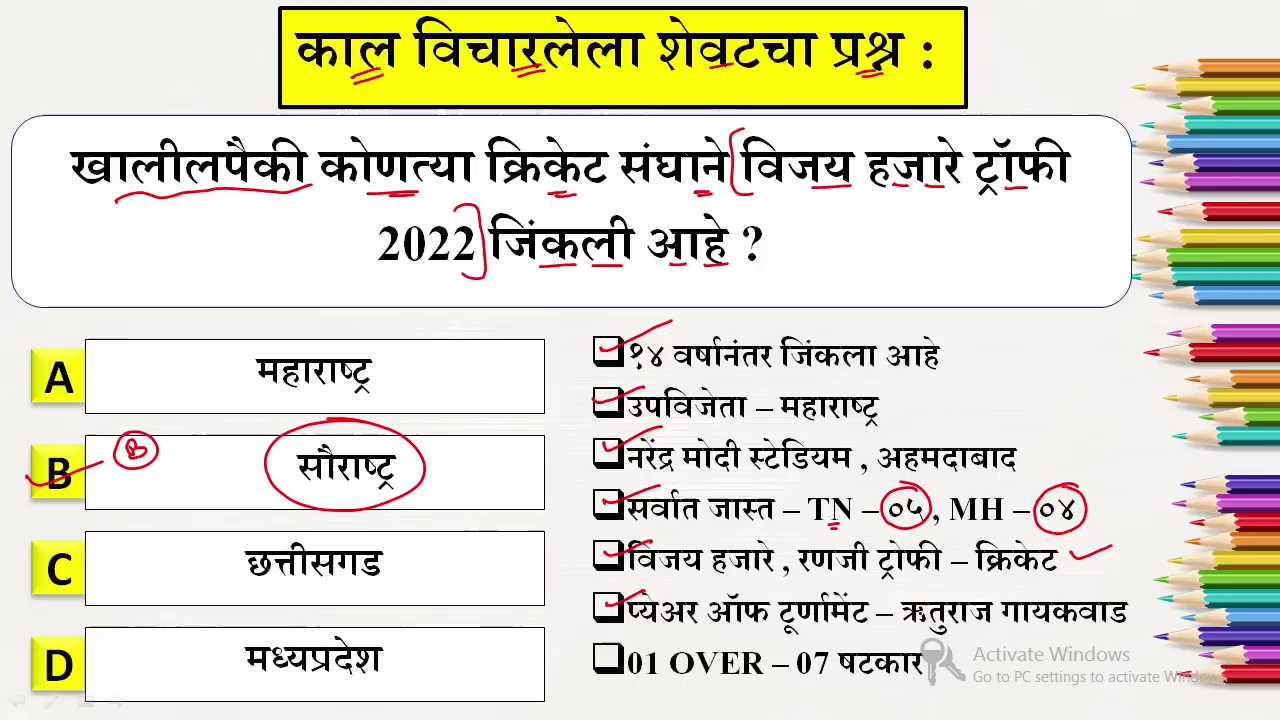 काल विचारलेला शेवटचा प्रश्न :
खालीलपैकी कोणत्या क्रिकेट संघाने विजय हजारे ट्रॉफी
2022 जिंकली आहे ?
A महाराष्ट्र
B B सौराष्ट्र
C छत्तीसगड
D मध्यप्रदेश
१४ वर्षानंतर जिंकला आहे
उपविजेता – महाराष्ट्र
नरेंद्र मोदी स्टेडियम , अहमदाबाद
सर्वात जास्त – TN – ०५ , MH – ०४
विजय हजारे , रणजी ट्रोफी – क्रिकेट
प्येअर ऑफ टूर्णामेंट – ऋतुराज गायकवाड
01 OVER – 07 षटकार
Activate Windows
Go to PC settings to activate Windows.